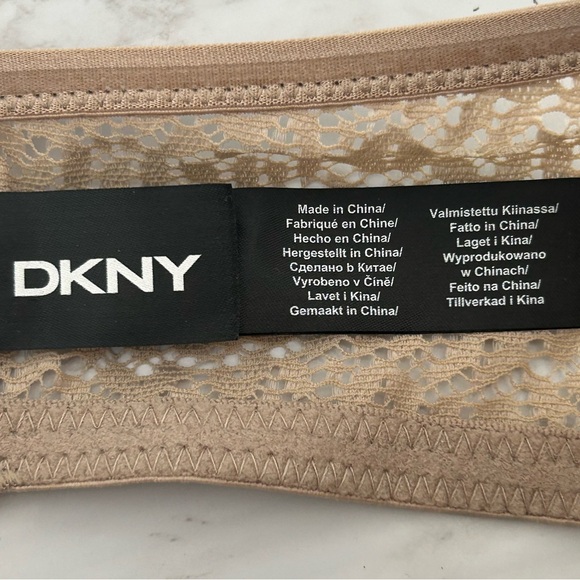 DKNY
Made in China/
Fabriqué en Chine/
Hecho en China/
Hergestellt in China/
Сделано в Китае/
Vyrobeno v Číně/
Lavet i Kina/
Gemaakt in China/
Valmistettu Kiinassa/
Fatto in China/
Laget i Kina/
Wyprodukowano
w Chinach/
Feito na China/
Tillverkad i Kina